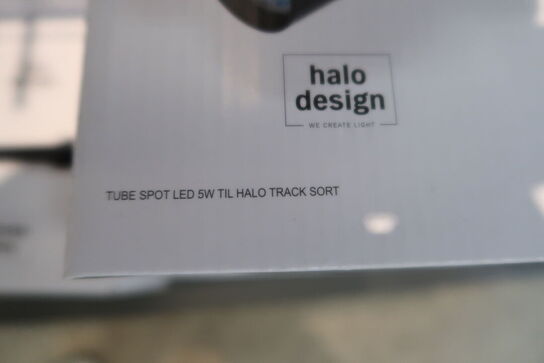 halo
design
WE CREATE LIGHT
TUBE SPOT LED 5W TIL HALO TRACK SORT